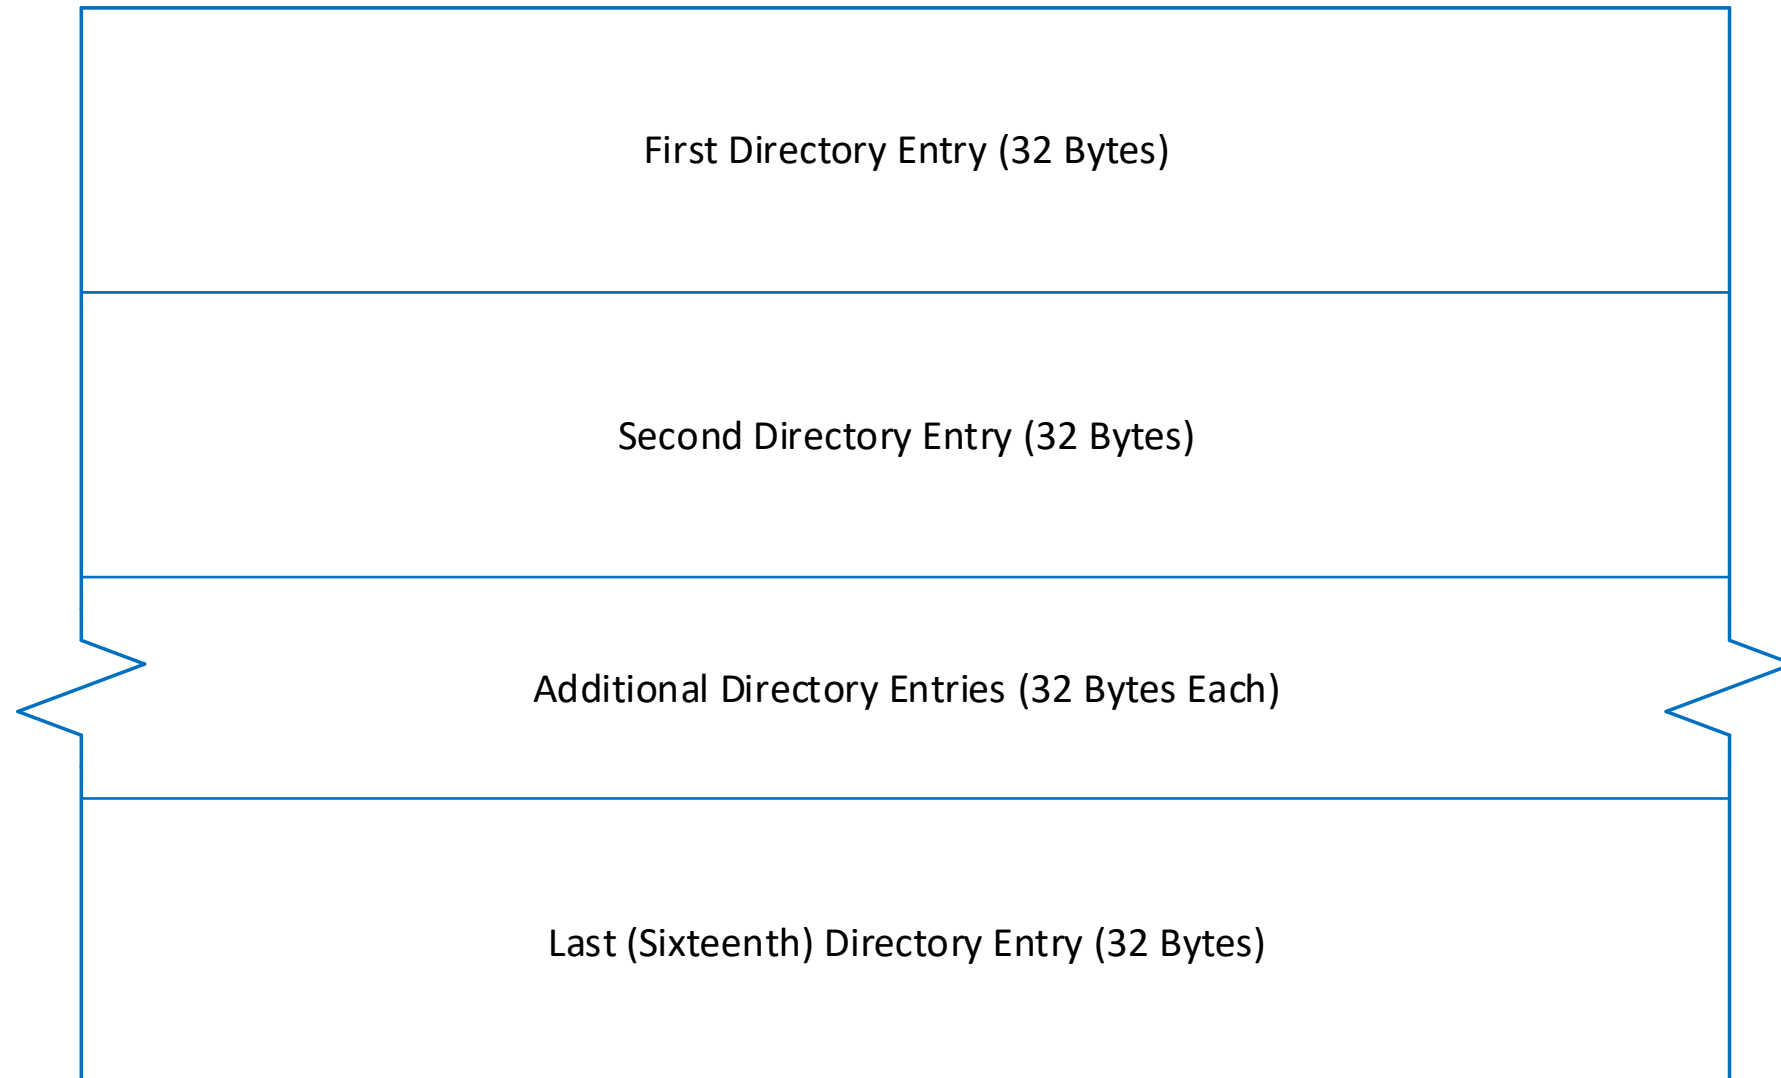 First Directory Entry (32 Bytes)
Second Directory Entry (32 Bytes)
Additional Directory Entries (32 Bytes Each)
Last (Sixteenth) Directory Entry (32 Bytes)